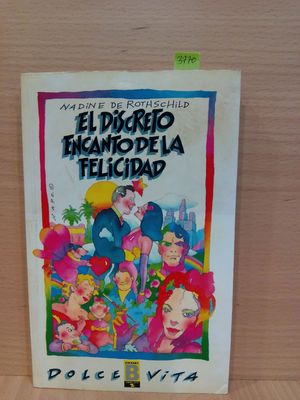 3770
NADINE DE ROTHSCHILD
EL DISCRETO
ENCANTO DE LA
FELICIDAD
B
DOLCE VITA